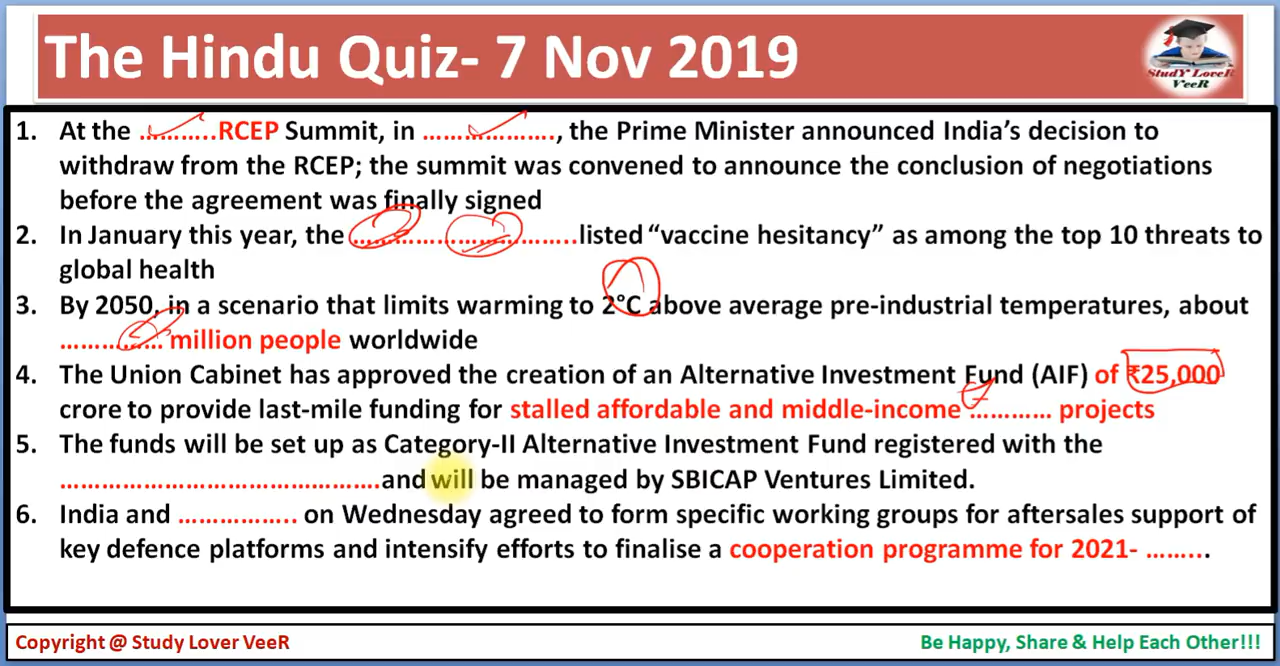 The Hindu Quiz- 7 Nov 2019
StudY LoveR
VeeR
1. At the ………..RCEP Summit, in ……………….., the Prime Minister announced India’s decision to
withdraw from the RCEP; the summit was convened to announce the conclusion of negotiations
before the agreement was finally signed
2. In January this year, the ……………………………..listed “vaccine hesitancy” as among the top 10 threats to
global health
3. By 2050, in a scenario that limits warming to 2°C above average pre-industrial temperatures, about
…………… million people worldwide
4. The Union Cabinet has approved the creation of an Alternative Investment Fund (AIF) of ₹25,000
crore to provide last-mile funding for stalled affordable and middle-income ………… projects
5. The funds will be set up as Category-II Alternative Investment Fund registered with the
……………………………………….and will be managed by SBICAP Ventures Limited.
6. India and …………….. on Wednesday agreed to form specific working groups for aftersales support of
key defence platforms and intensify efforts to finalise a cooperation programme for 2021- ……...
Copyright @ Study Lover VeeR
Be Happy, Share & Help Each Other!!!